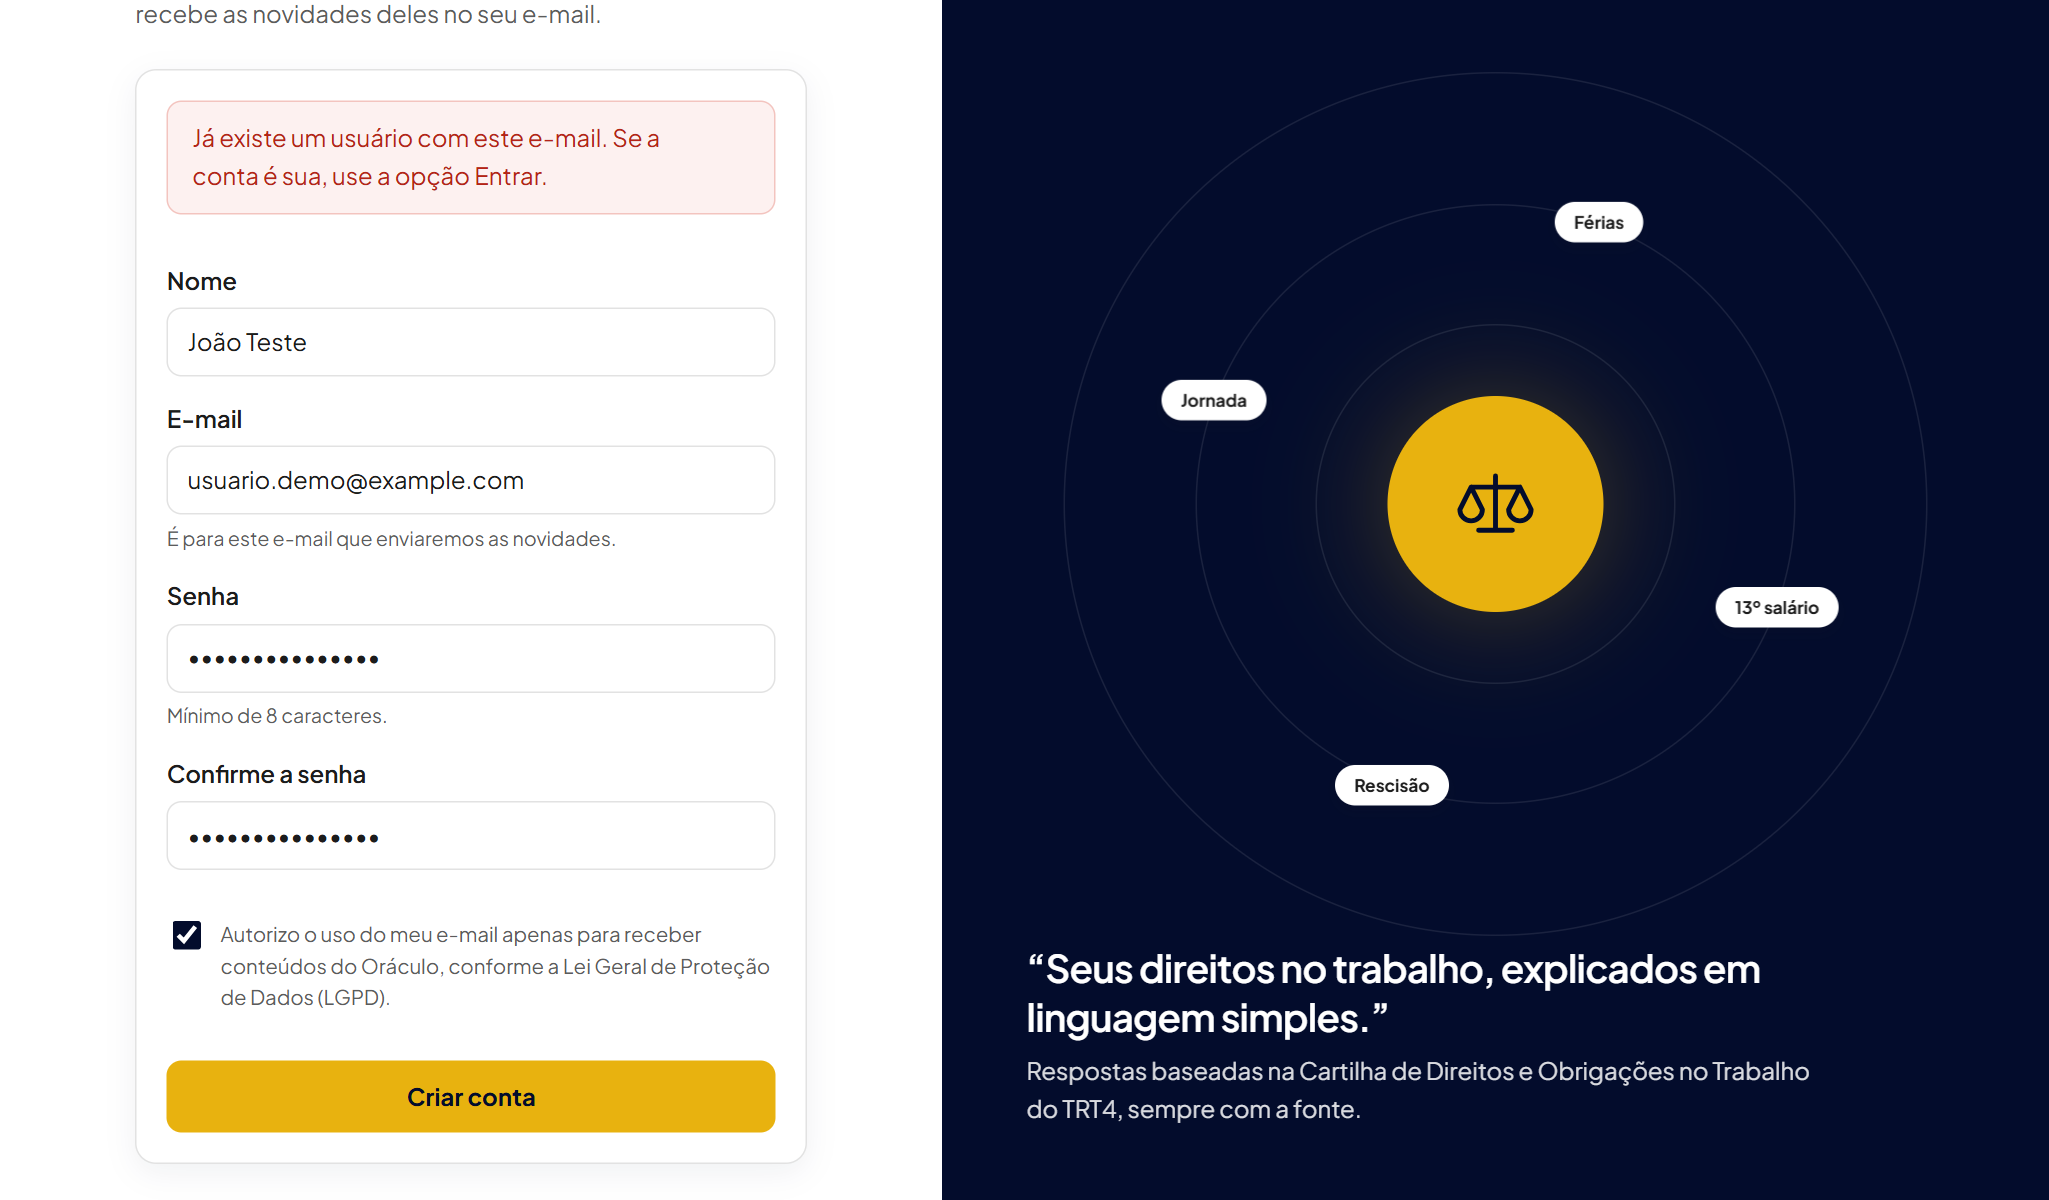 recebe as novidades deles no seu e-mail.
Já existe um usuário com este e-mail. Se a
conta é sua, use a opção Entrar.
Nome
João Teste
E-mail
usuario.demo@example.com
É para este e-mail que enviaremos as novidades.
Senha
•••••••••••••••
Mínimo de 8 caracteres.
Confirme a senha
•••••••••••••••
Autorizo o uso do meu e-mail apenas para receber
conteúdos do Oráculo, conforme a Lei Geral de Proteção
de Dados (LGPD).
Criar conta
Férias
Jornada
13º salário
Rescisão
“Seus direitos no trabalho, explicados em
linguagem simples.”
Respostas baseadas na Cartilha de Direitos e Obrigações no Trabalho
do TRT4, sempre com a fonte.